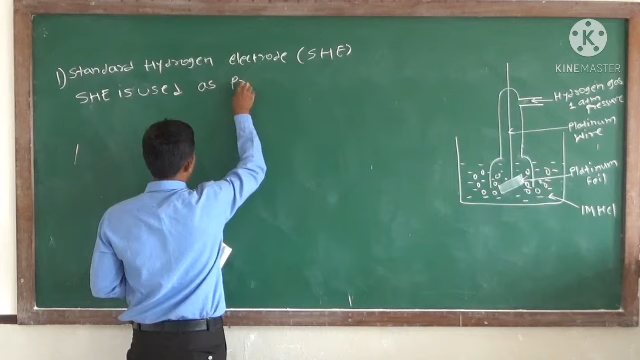 1) Standard Hydrogen electrode (SHE)
SHE is used as
Hydrogen gas
1 atm
pressure
Platinum
wire
Platinum
Foil
1M Hcl
KINEMASTER